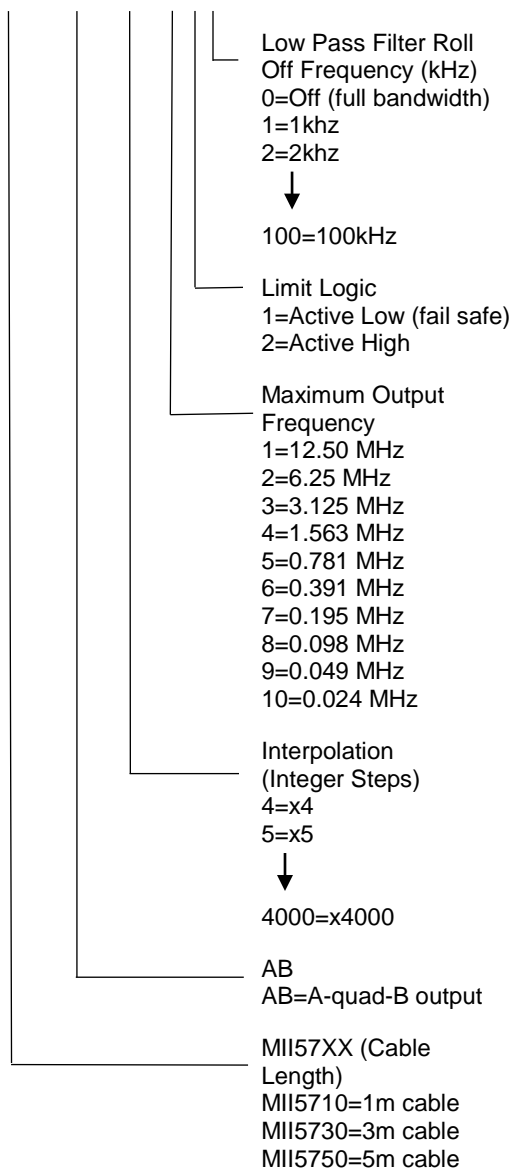 Low Pass Filter Roll
Off Frequency (kHz)
0=Off (full bandwidth)
1=1khz
2=2khz
100=100kHz
Limit Logic
1=Active Low (fail safe)
2=Active High
Maximum Output
Frequency
1=12.50 MHz
2=6.25 MHz
3=3.125 MHz
4=1.563 MHz
5=0.781 MHz
6=0.391 MHz
7=0.195 MHz
8=0.098 MHz
9=0.049 MHz
10=0.024 MHz
Interpolation
(Integer Steps)
4=x4
5=x5
4000=x4000
AB
AB=A-quad-B output
MII57XX (Cable
Length)
MII5710=1m cable
MII5730=3m cable
MII5750=5m cable